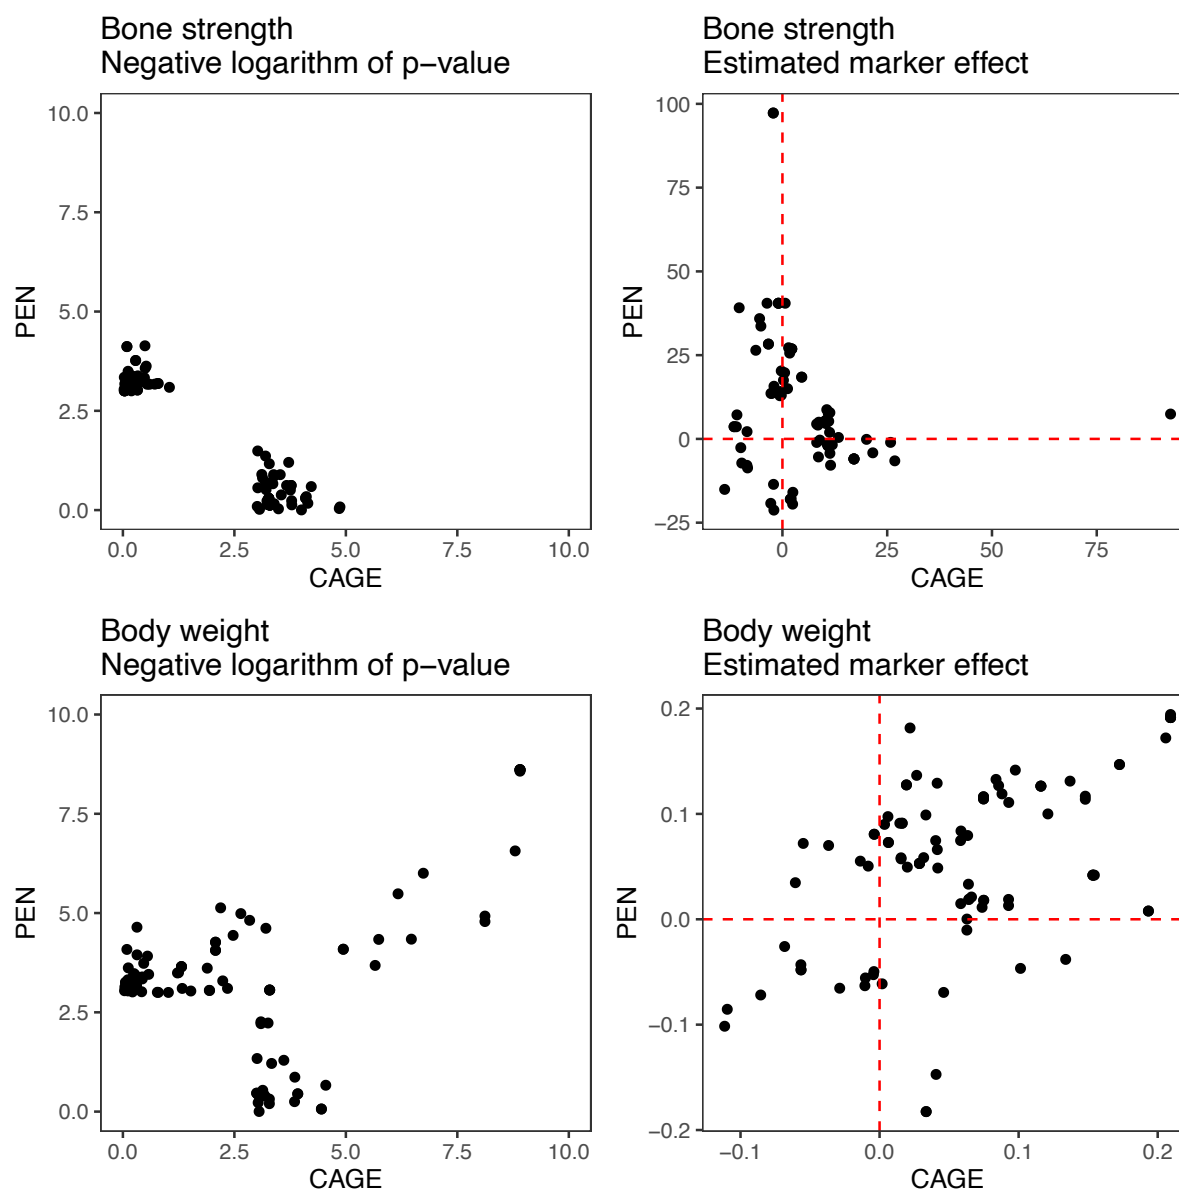 Bone strength
Negative logarithm of p−value
10.0
7.5
5.0
2.5
0.0
PEN
0.0 2.5 5.0 7.5 10.0
CAGE
Bone strength
Estimated marker effect
100
75
50
25
0
−25
PEN
0 25 50 75
CAGE
Body weight
Negative logarithm of p−value
10.0
7.5
5.0
2.5
0.0
PEN
0.0 2.5 5.0 7.5 10.0
CAGE
Body weight
Estimated marker effect
0.2
0.1
0.0
−0.1
−0.2
PEN
−0.1 0.0 0.1 0.2
CAGE